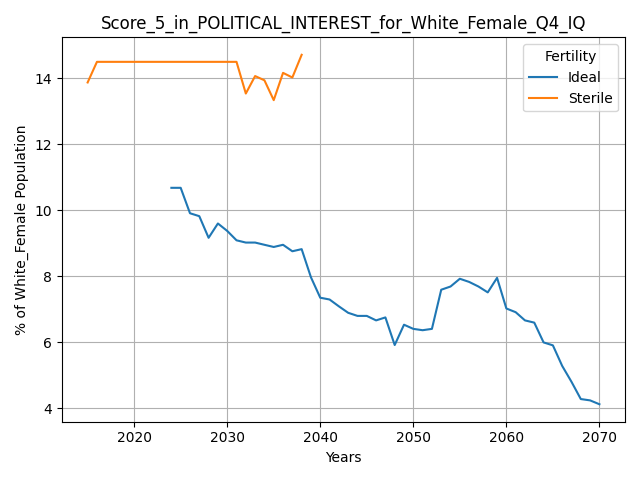 Score_5_in_POLITICAL_INTEREST_for_White_Female_Q4_IQ
% of White_Female Population
14
12
10
8
6
4
Fertility
Ideal
Sterile
2020 2030 2040 2050 2060 2070
Years